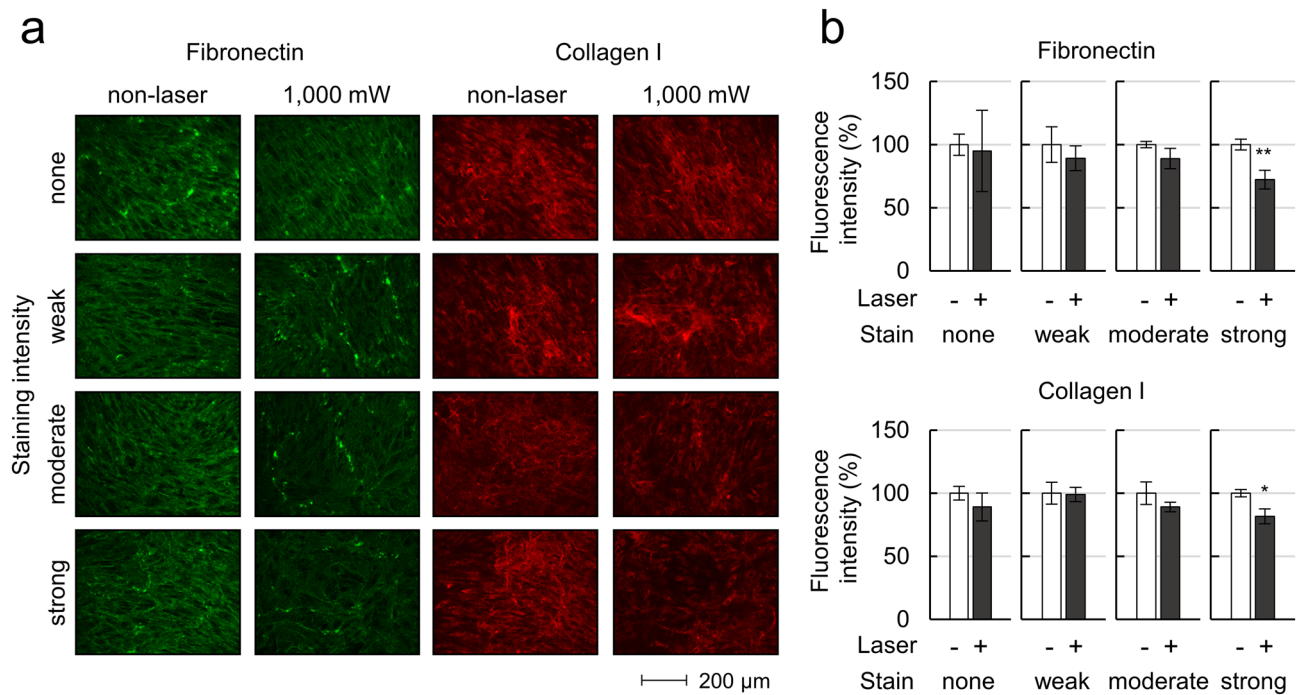 a
Fibronectin
Collagen I
non-laser
1,000 mW
non-laser
1,000 mW
Staining intensity
none
weak
moderate
strong
200 µm
b
Fibronectin
Fluorescence
intensity (%)
150
100
50
0
** 
Laser - + - + - + - +
Stain none weak moderate strong
Collagen I
Fluorescence
intensity (%)
150
100
50
0
*
Laser - + - + - + - +
Stain none weak moderate strong